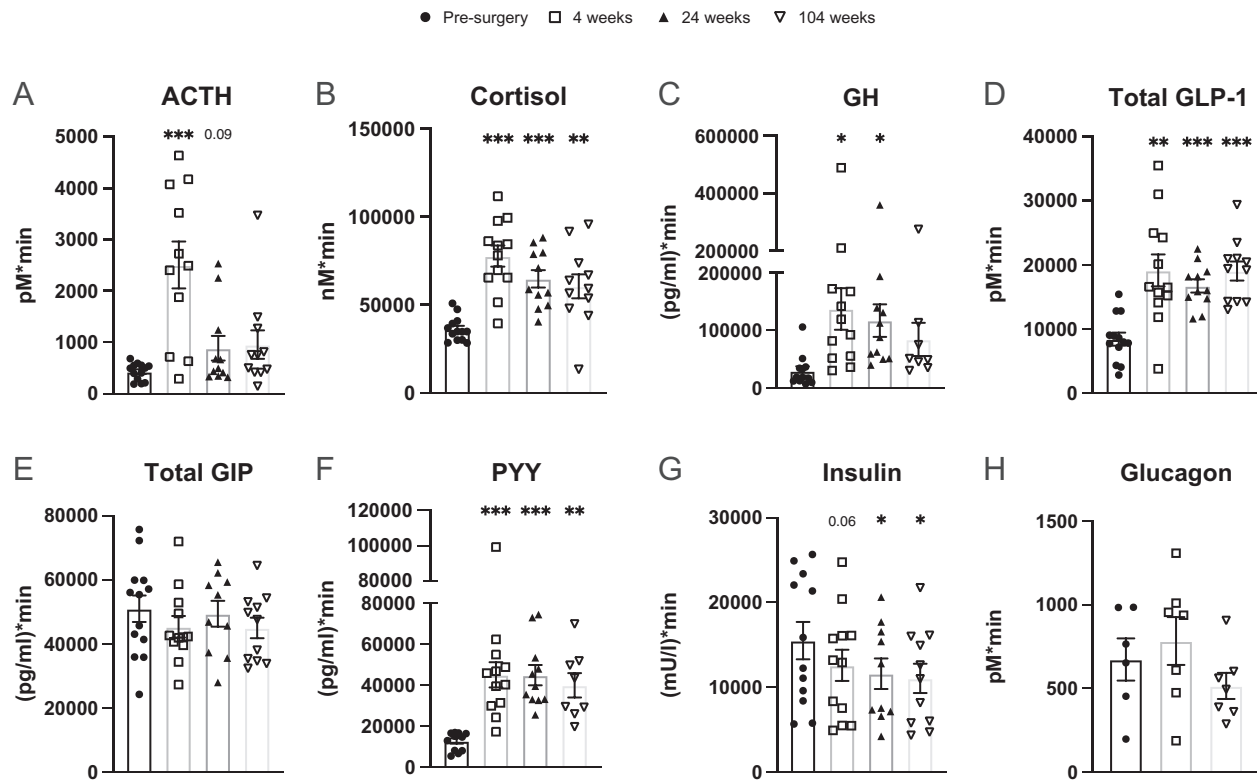 Pre-surgery 4 weeks 24 weeks 104 weeks
A ACTH
*** 0.09
5000
4000
3000
2000
1000
0
pM*min
B Cortisol
*** *** **
150000
100000
50000
0
nM*min
C GH
* *
600000
400000
200000
200000
100000
0
(pg/ml)*min
D Total GLP-1
** *** ***
40000
30000
20000
10000
0
pM*min
E Total GIP
80000
60000
40000
20000
0
(pg/ml)*min
F PYY
*** *** **
120000
100000
80000
80000
60000
40000
20000
0
(pg/ml)*min
G Insulin
0.06 * *
30000
20000
10000
0
(mU/l)*min
H Glucagon
1500
1000
500
0
pM*min